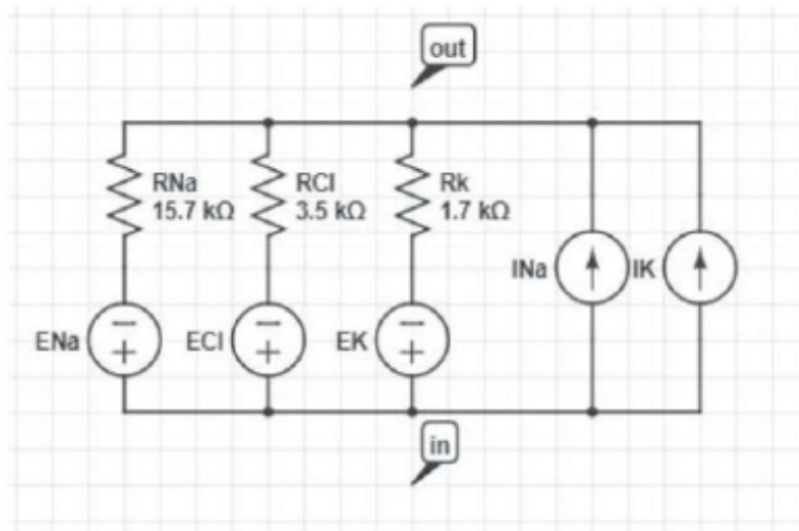 out
RNa
15.7 kΩ
RCl
3.5 kΩ
Rk
1.7 kΩ
INa
IK
ENa
ECl
EK
in